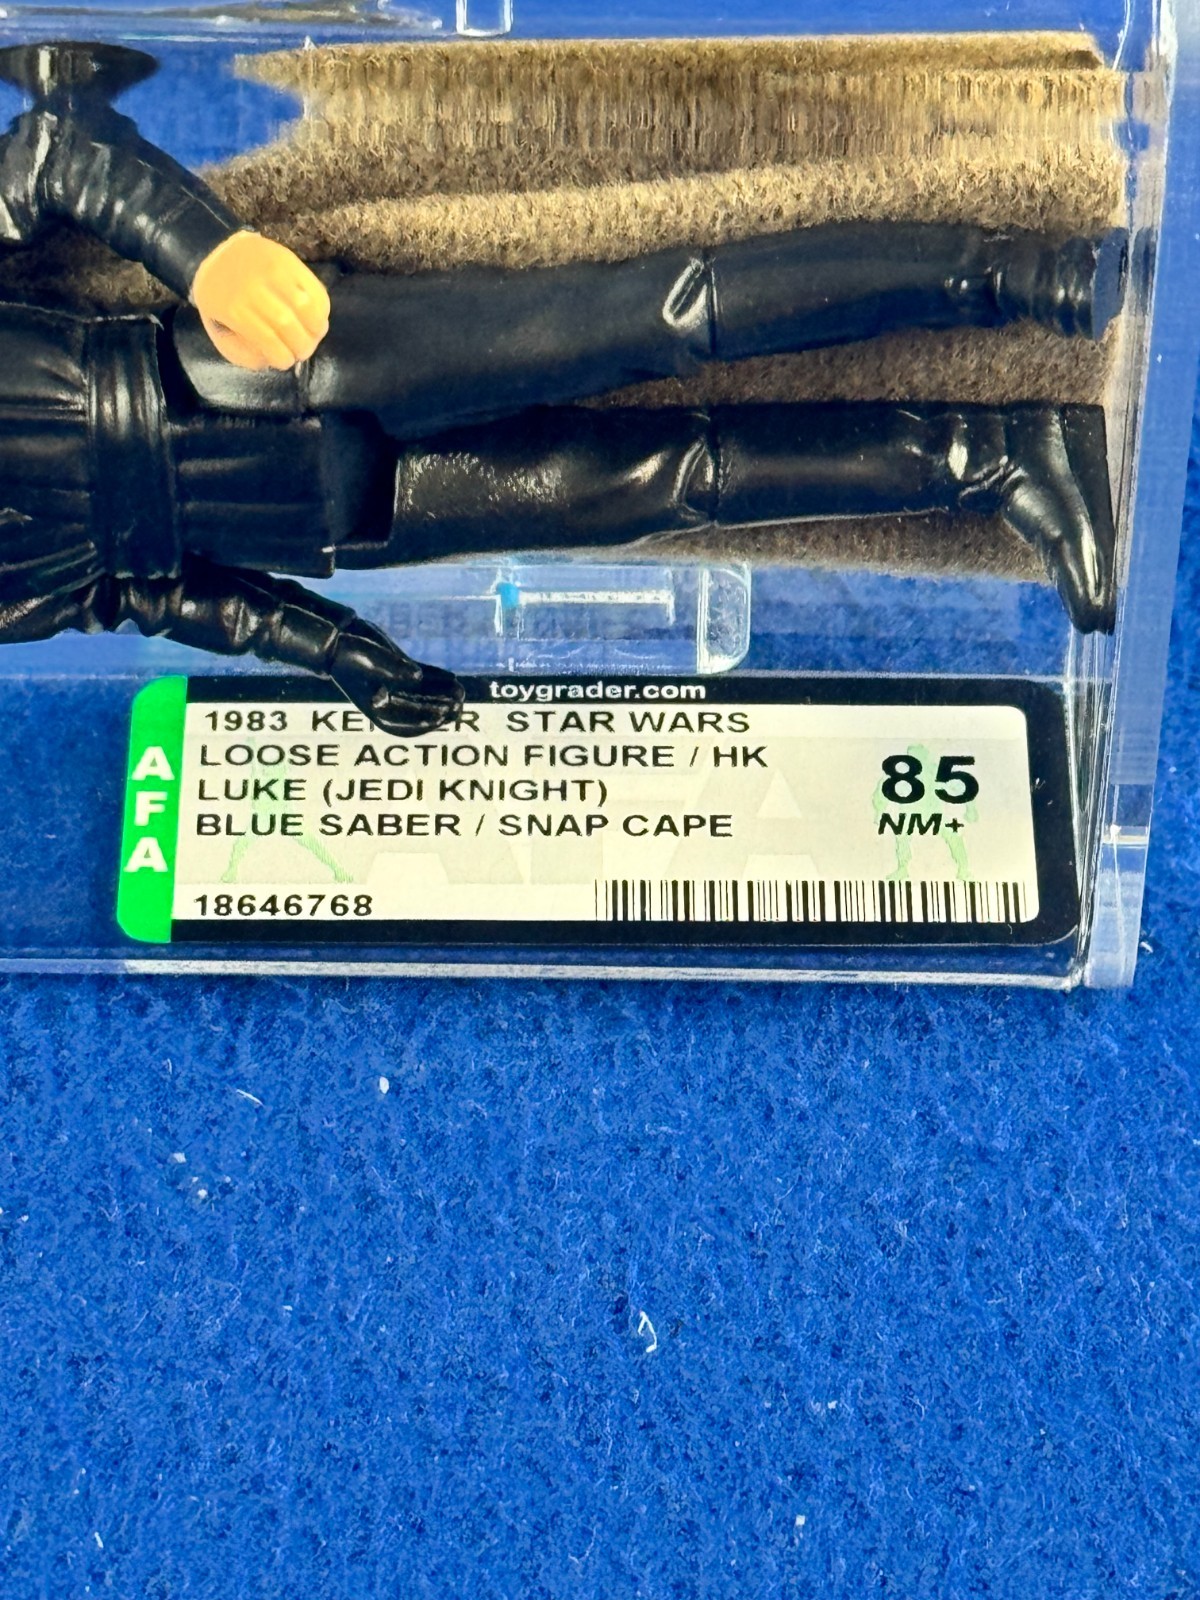 toygrader.com
1983 KENNER STAR WARS
LOOSE ACTION FIGURE / HK
LUKE (JEDI KNIGHT)
BLUE SABER / SNAP CAPE
85
NM+
18646768
AFA